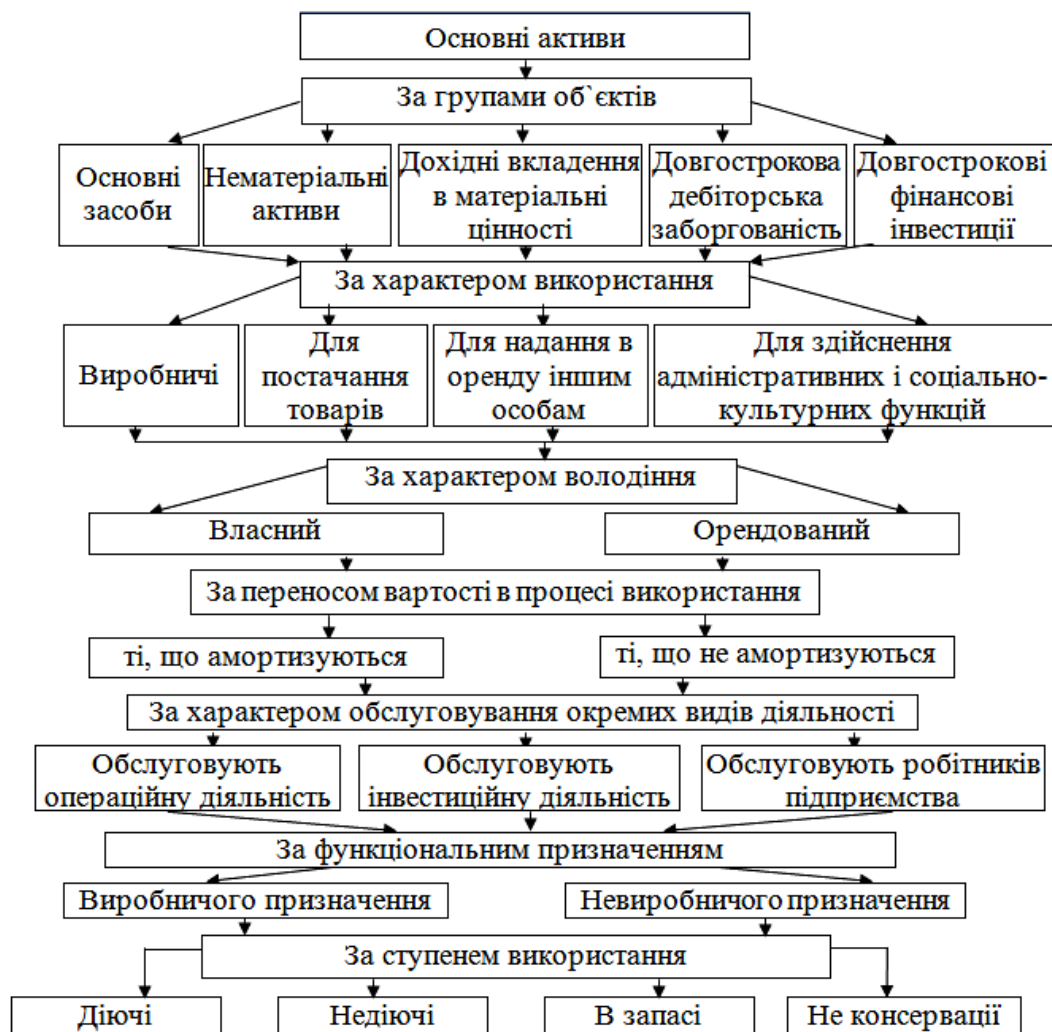 Основні активи
За групами об`єктів
Основні
засоби
Нематеріальні
активи
Дохідні вкладення
в матеріальні
цінності
Довгострокова
дебіторська
заборгованість
Довгострокові
фінансові
інвестиції
За характером використання
Виробничі
Для
постачання
товарів
Для надання в
оренду іншим
особам
Для здійснення
адміністративних і соціально-
культурних функцій
За характером володіння
Власний
Орендований
За переносом вартості в процесі використання
ті, що амортизуються
ті, що не амортизуються
За характером обслуговування окремих видів діяльності
Обслуговують
операційну діяльність
Обслуговують
інвестиційну діяльність
Обслуговують робітників
підприємства
За функціональним призначенням
Виробничого призначення
Невиробничого призначення
За ступенем використання
Діючі
Недіючі
В запасі
Не консервації